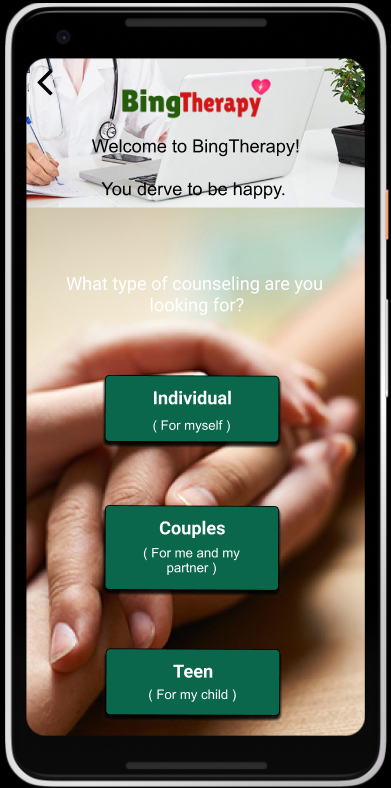 BingTherapy
Welcome to BingTherapy!
You derve to be happy.
What type of counseling are you
looking for?
Individual
( For myself )
Couples
( For me and my
partner )
Teen
( For my child )